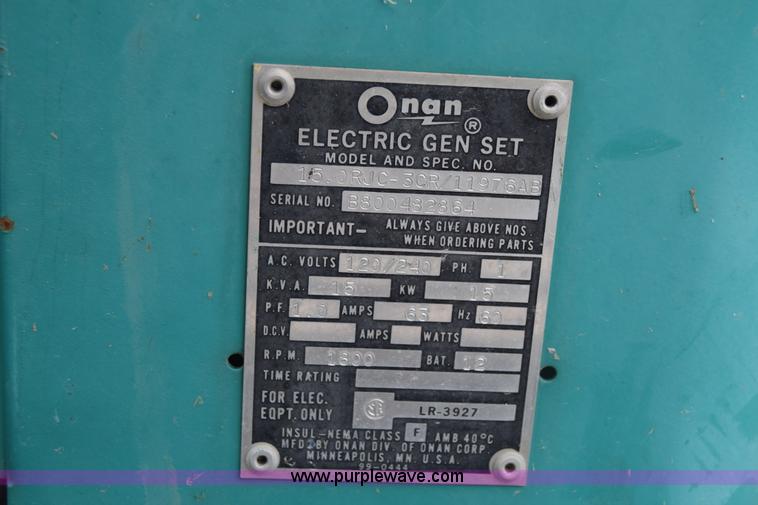 Onan ®
ELECTRIC GEN SET
MODEL AND SPEC. NO.
15.0RJC-3CR/11976AB
SERIAL NO. B800482864
IMPORTANT— ALWAYS GIVE ABOVE NOS.
WHEN ORDERING PARTS
A.C. VOLTS 120/240 PH. 1
K.V.A. 15 KW 15
P.F. 1.0 AMPS 63 Hz 60
D.C.V. AMPS WATTS
R.P.M. 1800 BAT. 12
TIME RATING
FOR ELEC.
EQPT. ONLY LR-3927
INSUL-NEMA CLASS F AMB 40°C
MFD BY ONAN DIV. OF ONAN CORP.
MINNEAPOLIS, MN. U.S.A.
99-0444
www.purplewave.com